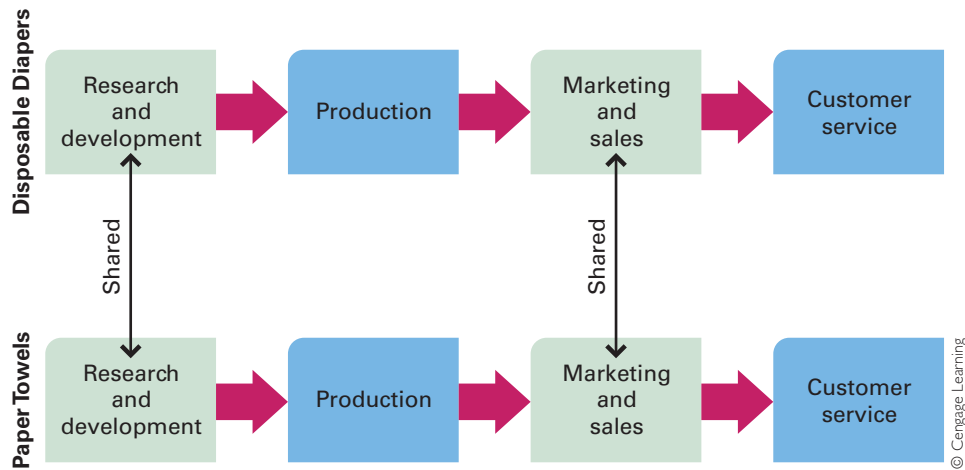 Disposable Diapers
Research
and
development
Production
Marketing
and
sales
Customer
service
Shared
Shared
Paper Towels
Research
and
development
Production
Marketing
and
sales
Customer
service
© Cengage Learning